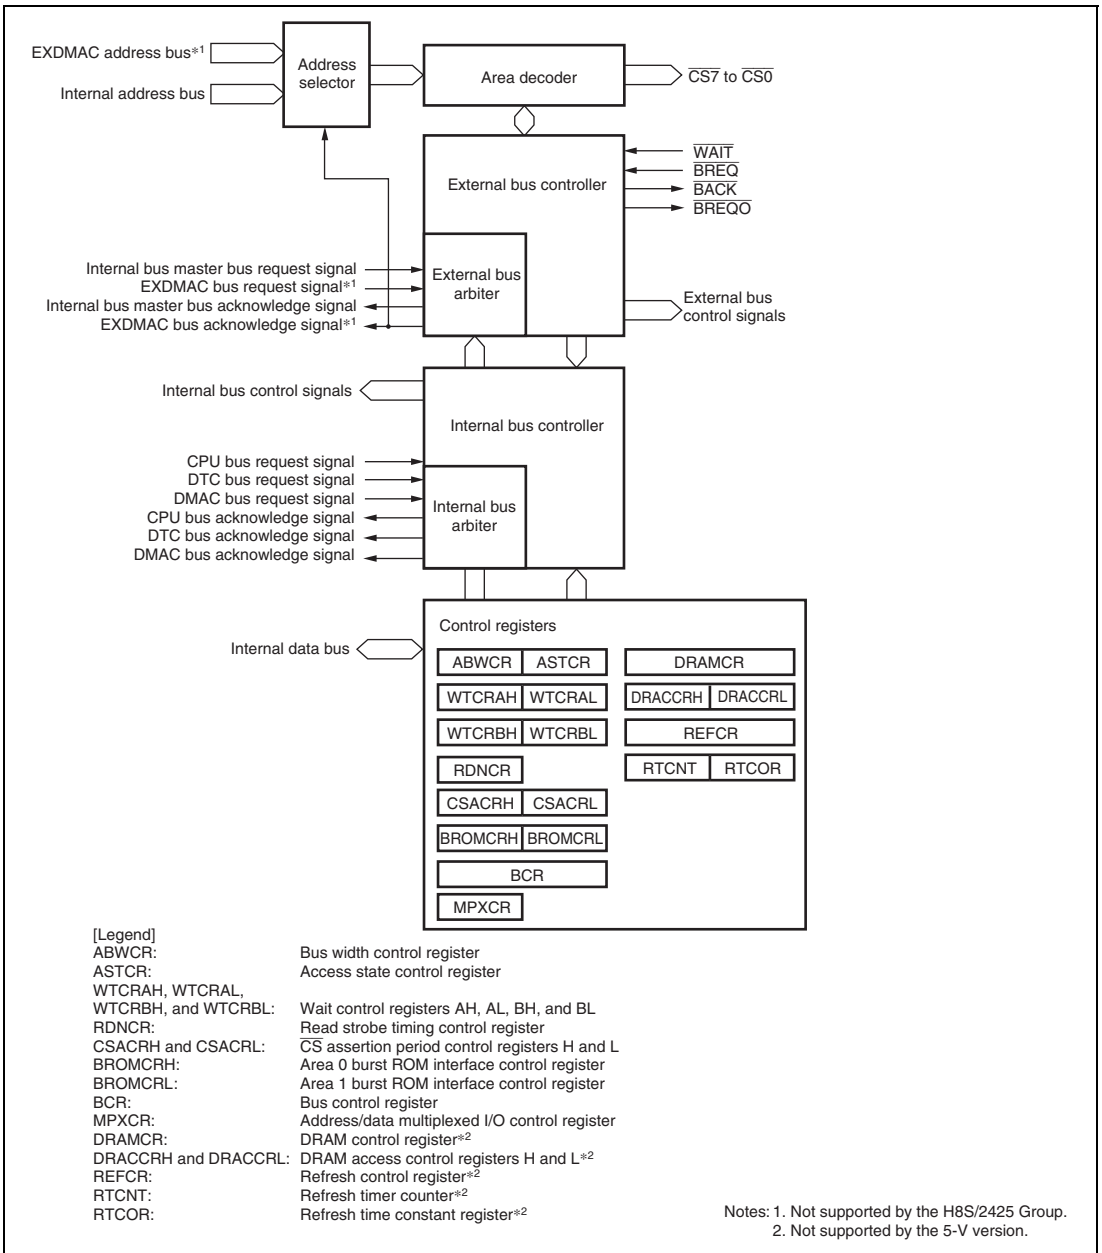 EXDMAC address bus*1
Internal address bus
Address
selector
Area decoder
CS7 to CS0
External bus controller
WAIT
BREQ
BACK
BREQO
Internal bus master bus request signal
EXDMAC bus request signal*1
Internal bus master bus acknowledge signal
EXDMAC bus acknowledge signal*1
External bus
arbiter
External bus
control signals
Internal bus control signals
Internal bus controller
CPU bus request signal
DTC bus request signal
DMAC bus request signal
CPU bus acknowledge signal
DTC bus acknowledge signal
DMAC bus acknowledge signal
Internal bus
arbiter
Internal data bus
Control registers
ABWCR ASTCR DRAMCR
WTCRAH WTCRAL DRACCRH DRACCRL
WTCRBH WTCRBL REFCR
RDNCR RTCNT RTCOR
CSACRH CSACRL
BROMCRH BROMCRL
BCR
MPXCR
[Legend]
ABWCR: Bus width control register
ASTCR: Access state control register
WTCRAH, WTCRAL,
WTCRBH, and WTCRBL: Wait control registers AH, AL, BH, and BL
RDNCR: Read strobe timing control register
CSACRH and CSACRL: CS assertion period control registers H and L
BROMCRH: Area 0 burst ROM interface control register
BROMCRL: Area 1 burst ROM interface control register
BCR: Bus control register
MPXCR: Address/data multiplexed I/O control register
DRAMCR: DRAM control register*2
DRACCRH and DRACCRL: DRAM access control registers H and L*2
REFCR: Refresh control register*2
RTCNT: Refresh timer counter*2
RTCOR: Refresh time constant register*2
Notes: 1. Not supported by the H8S/2425 Group.
2. Not supported by the 5-V version.